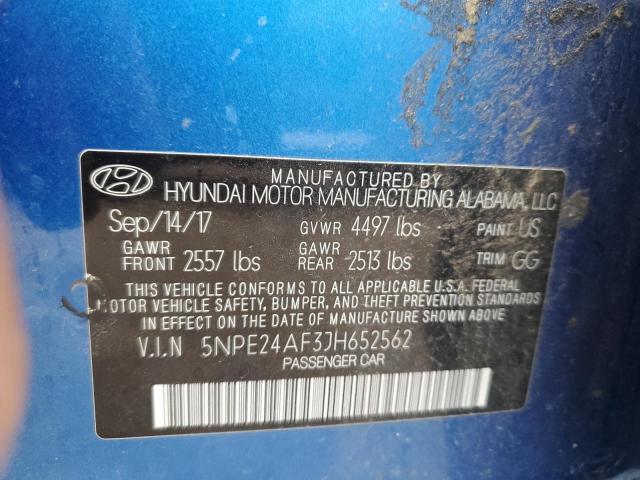 MANUFACTURED BY
HYUNDAI MOTOR MANUFACTURING ALABAMA, LLC
Sep/14/17 GVWR 4497 lbs PAINT US
GAWR FRONT 2557 lbs GAWR REAR 2513 lbs TRIM GG
THIS VEHICLE CONFORMS TO ALL APPLICABLE U.S.A. FEDERAL
MOTOR VEHICLE SAFETY, BUMPER, AND THEFT PREVENTION
STANDARDS IN EFFECT ON THE DATE OF MANUFACTURE SHOWN ABOVE
V.I.N 5NPE24AF3JH652562
PASSENGER CAR